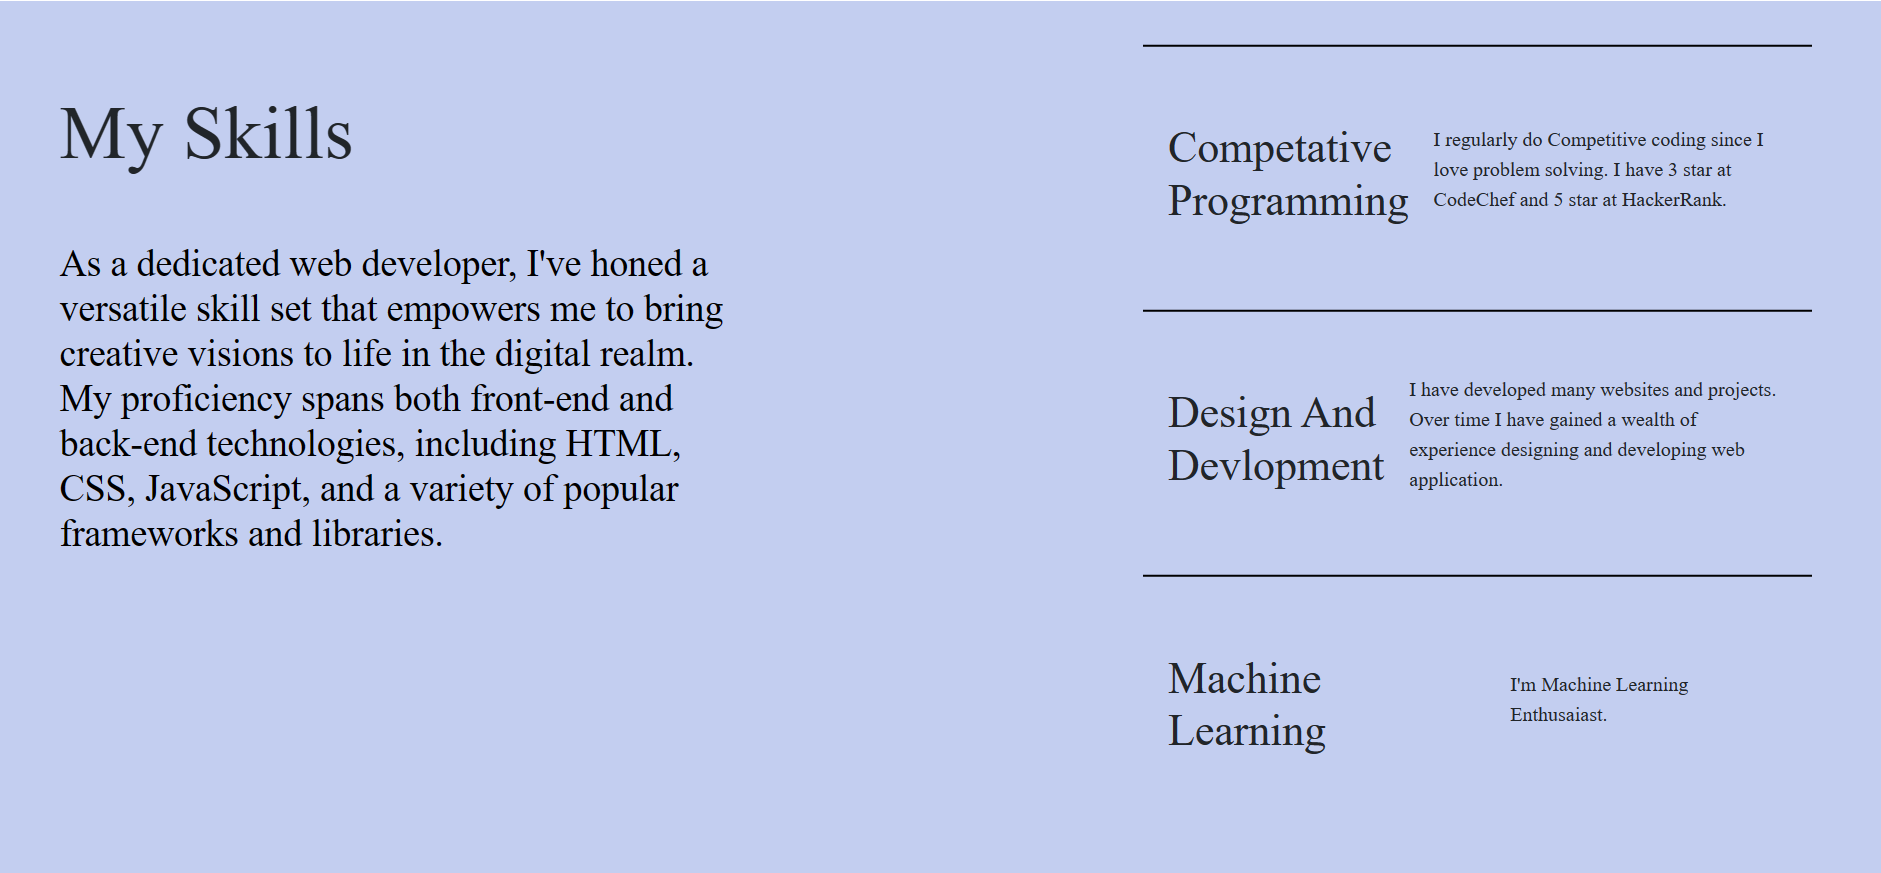 My Skills
As a dedicated web developer, I've honed a
versatile skill set that empowers me to bring
creative visions to life in the digital realm.
My proficiency spans both front-end and
back-end technologies, including HTML,
CSS, JavaScript, and a variety of popular
frameworks and libraries.
Competative
Programming
I regularly do Competitive coding since I
love problem solving. I have 3 star at
CodeChef and 5 star at HackerRank.
Design And
Devlopment
I have developed many websites and projects.
Over time I have gained a wealth of
experience designing and developing web
application.
Machine
Learning
I'm Machine Learning
Enthusaiast.